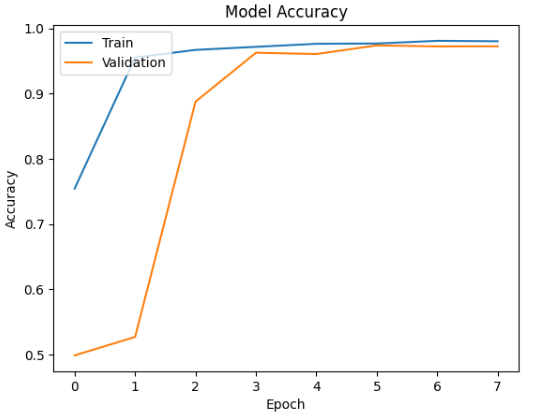 Model Accuracy
Train
Validation
Accuracy
1.0
0.9
0.8
0.7
0.6
0.5
0 1 2 3 4 5 6 7
Epoch